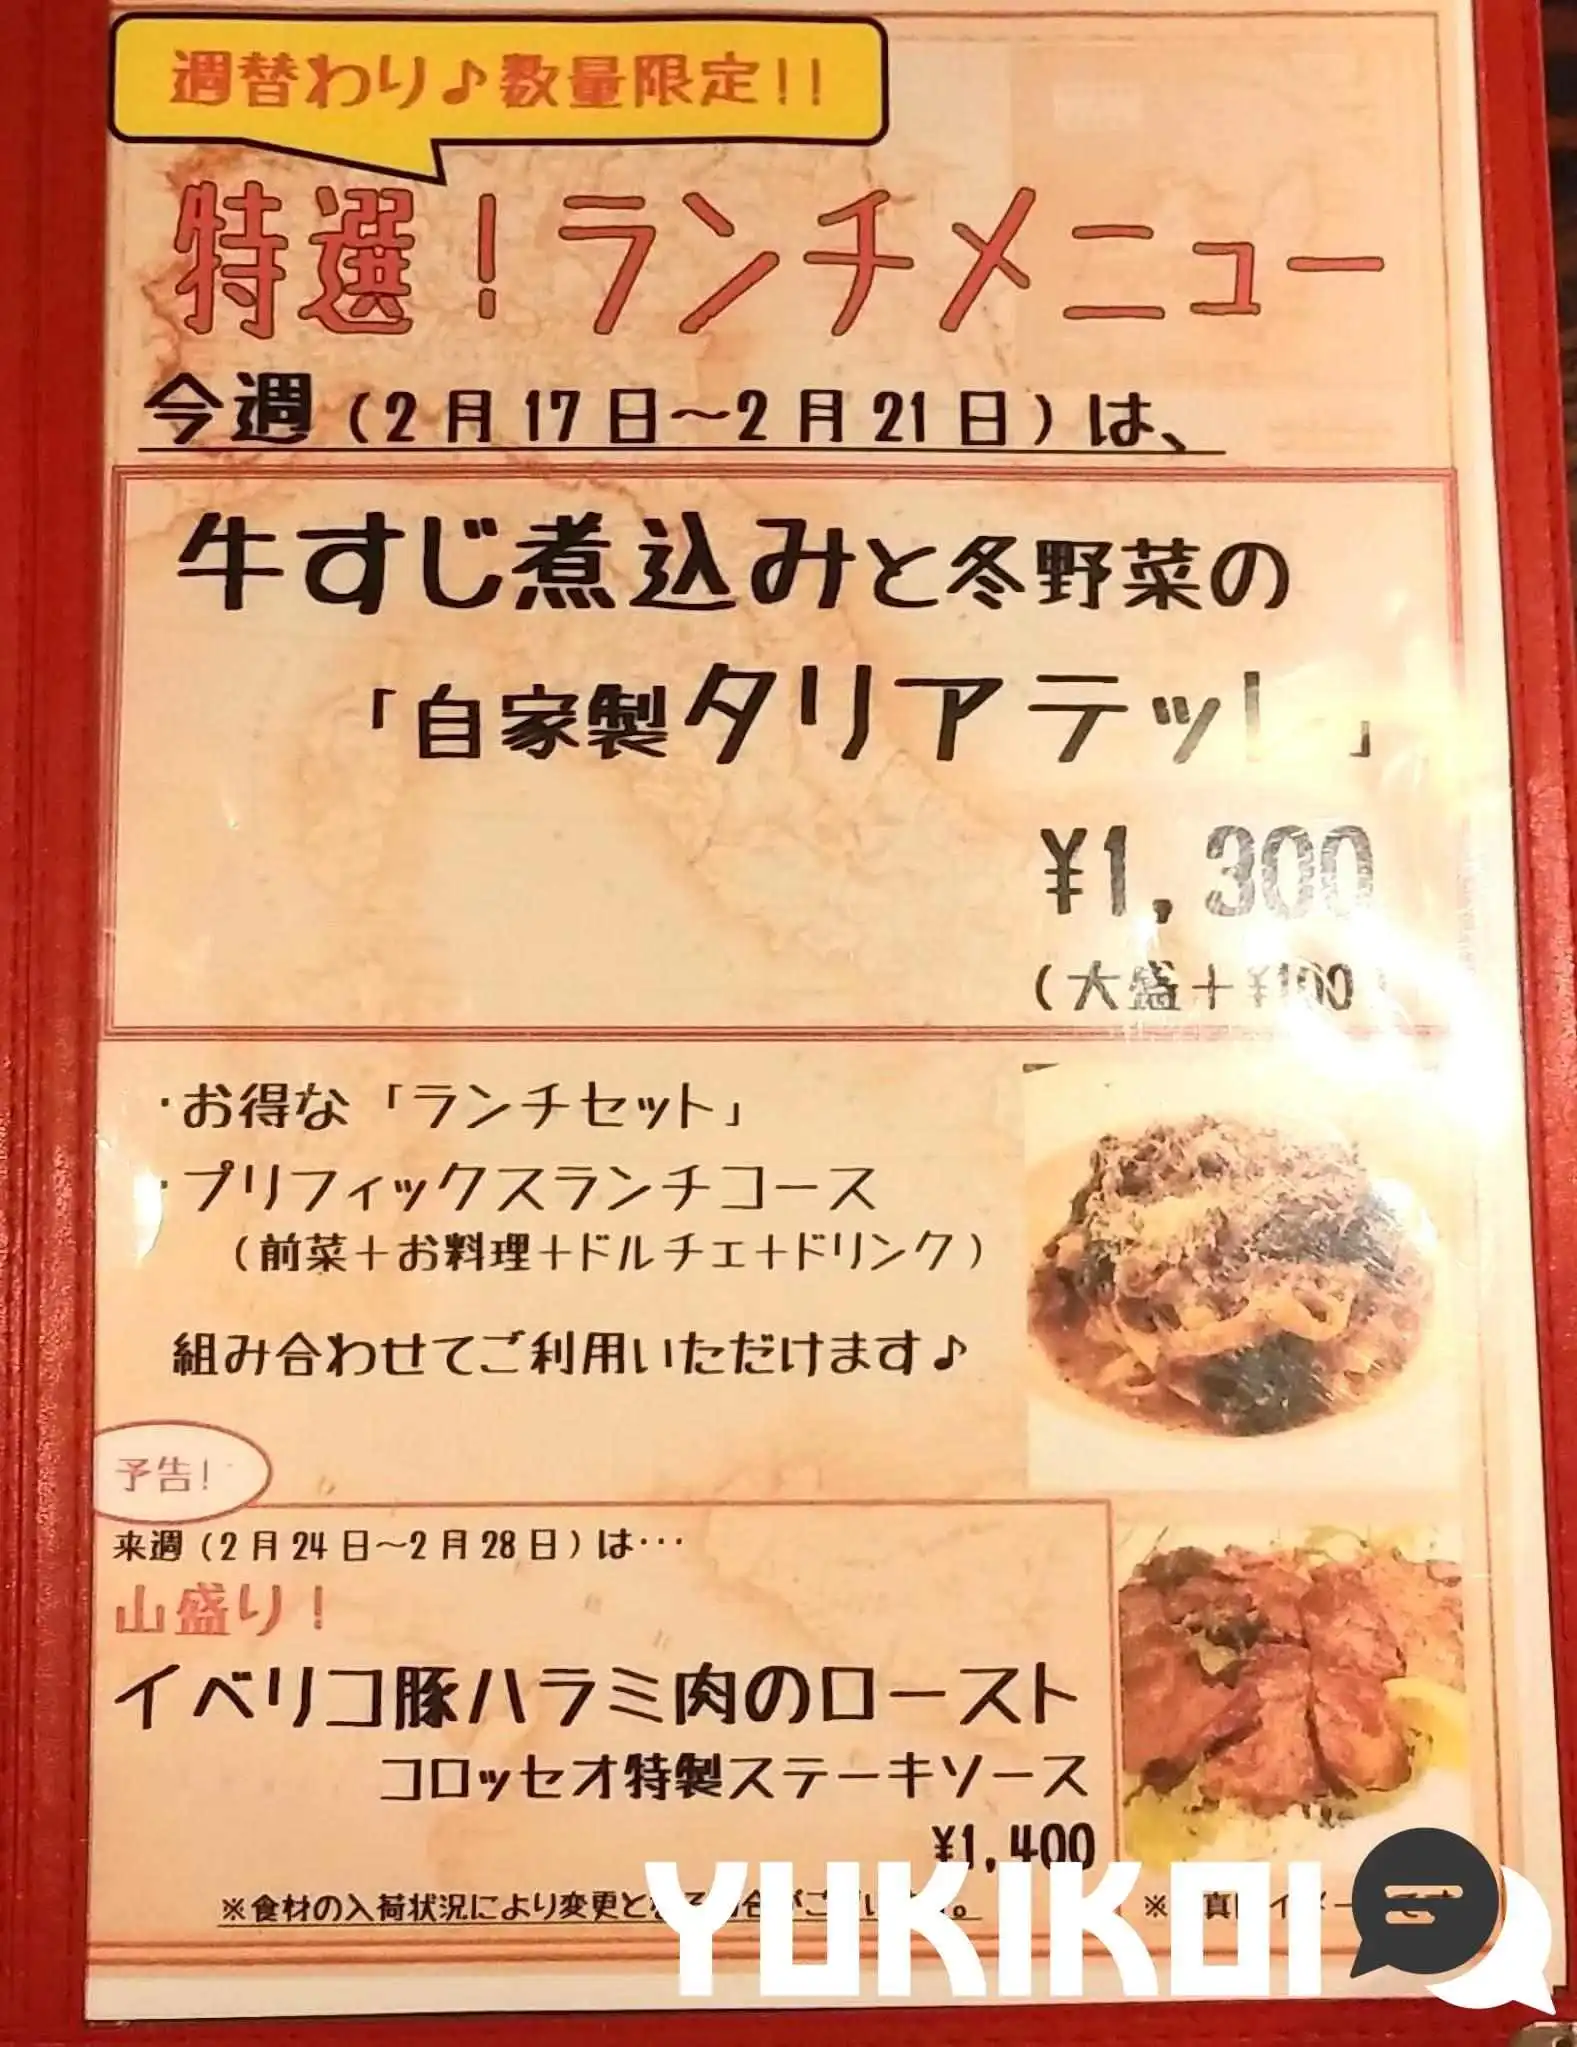 週替わり♪数量限定!!
特選！ランチメニュー
今週（2月17日～2月21日）は、
牛すじ煮込みと冬野菜の
「自家製タリアテッレ」
¥1,300
（大盛＋¥100）
・お得な「ランチセット」
・プリフィックスランチコース
（前菜＋お料理＋ドルチェ＋ドリンク）
組み合わせてご利用いただけます♪
予告!
来週（2月24日～2月28日）は…
山盛り！
イベリコ豚ハラミ肉のロースト
コロッセオ特製ステーキソース
¥1,400
※食材の入荷状況により変更と
YUKIKOI